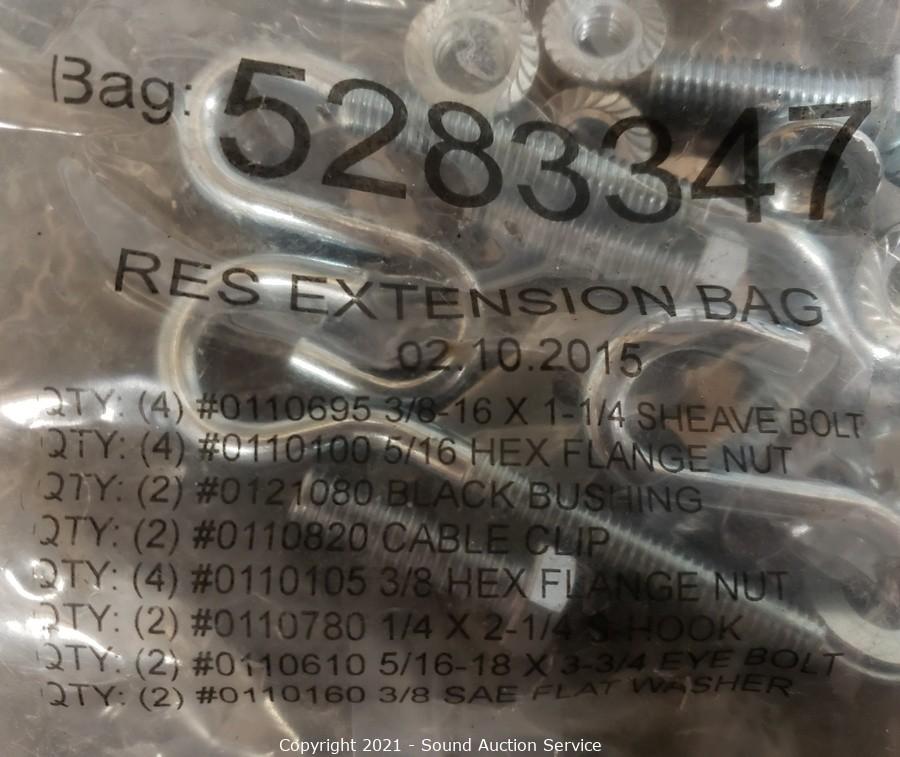 Bag: 5283347
RES EXTENSION BAG
02.10.2015
QTY: (4) #0110695 3/8-16 X 1-1/4 SHEAVE BOLT
QTY: (4) #0110100 5/16 HEX FLANGE NUT
QTY: (2) #0121080 BLACK BUSHING
QTY: (2) #0110820 CABLE CLIP
QTY: (4) #0110105 3/8 HEX FLANGE NUT
QTY: (2) #0110780 1/4 X 2-1/4 S-HOOK
QTY: (2) #0110610 5/16-18 X 3-3/4 EYE BOLT
QTY: (2) #0110160 3/8 SAE FLAT WASHER
Copyright 2021 - Sound Auction Service